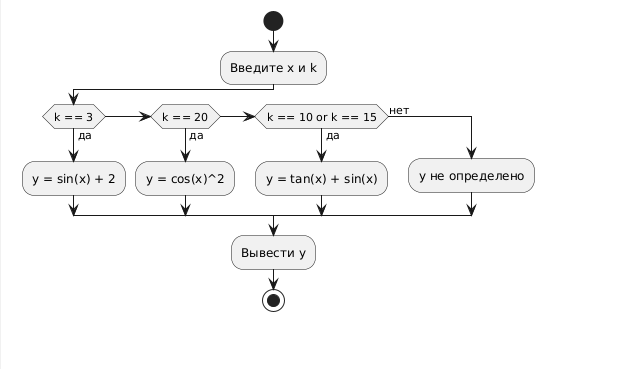 Введите x и k
k == 3
k == 20
k == 10 or k == 15
нет
да
да
да
y = sin(x) + 2
y = cos(x)^2
y = tan(x) + sin(x)
y не определено
Вывести y